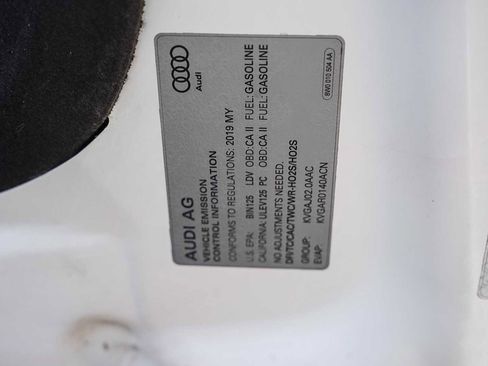 AUDI AG
VEHICLE EMISSION
CONTROL INFORMATION
CONFORMS TO REGULATIONS: 2019 MY
U.S. EPA: BIN125 LDV OBD:CA II FUEL: GASOLINE
CALIFORNIA: ULEV125 PC OBD:CA II FUEL: GASOLINE
NO ADJUSTMENTS NEEDED.
DFI/TC/CAC/TWC/WR-HO2S/HO2S
GROUP: KVGAJ02.0AAC
EVAP: KVGAR0140ACN
Audi
8W0 010 504 AA